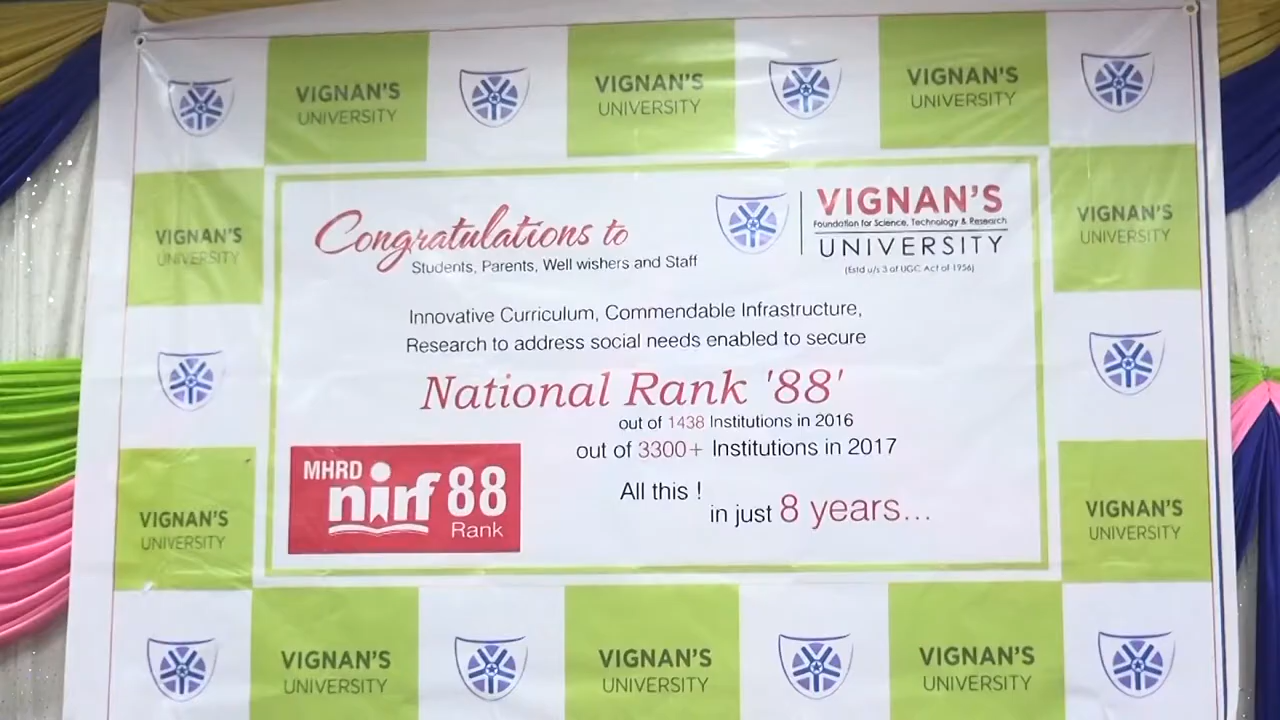 VIGNAN'S
UNIVERSITY
VIGNAN'S
UNIVERSITY
VIGNAN'S
UNIVERSITY
VIGNAN'S
UNIVERSITY
VIGNAN'S
UNIVERSITY
Congratulations to
Students, Parents, Well wishers and Staff
VIGNAN'S
Foundation for Science, Technology & Research
UNIVERSITY
(Estd u/s 3 of UGC Act of 1956)
Innovative Curriculum, Commendable Infrastructure,
Research to address social needs enabled to secure
National Rank '88'
out of 1438 Institutions in 2016
out of 3300+ Institutions in 2017
MHRD
nirf 88
Rank
All this !
in just 8 years...
VIGNAN'S
UNIVERSITY
VIGNAN'S
UNIVERSITY
VIGNAN'S
UNIVERSITY
VIGNAN'S
UNIVERSITY
VIGNAN'S
UNIVERSITY